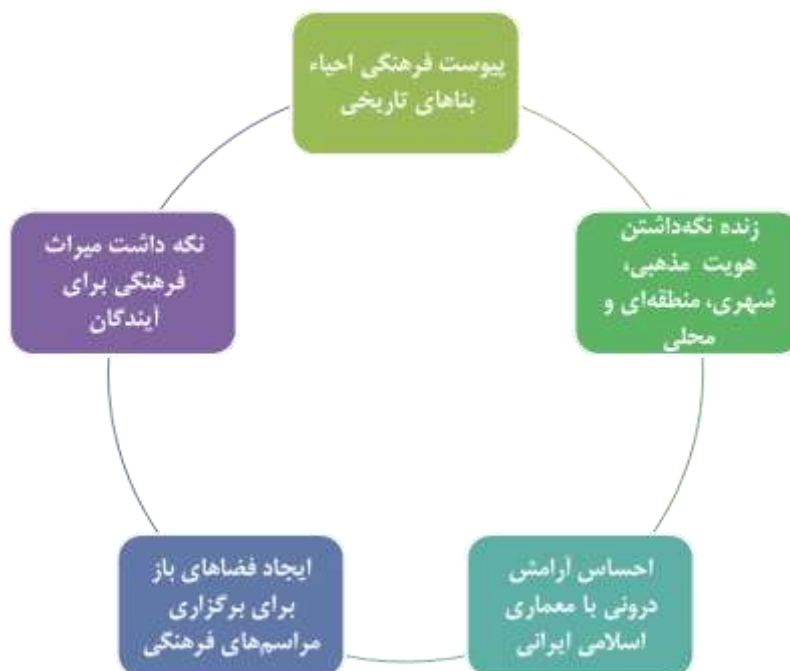 پیوست فرهنگی احیاء
بناهای تاریخی
زنده نگه‌داشتن
هویت مذهبی،
شهری، منطقه‌ای و
محلی
احساس آرامش
درونی با معماری
اسلامی ایرانی
ایجاد فضاهای باز
برای برگزاری
مراسم‌های فرهنگی
نگه داشت میراث
فرهنگی برای
آیندگان